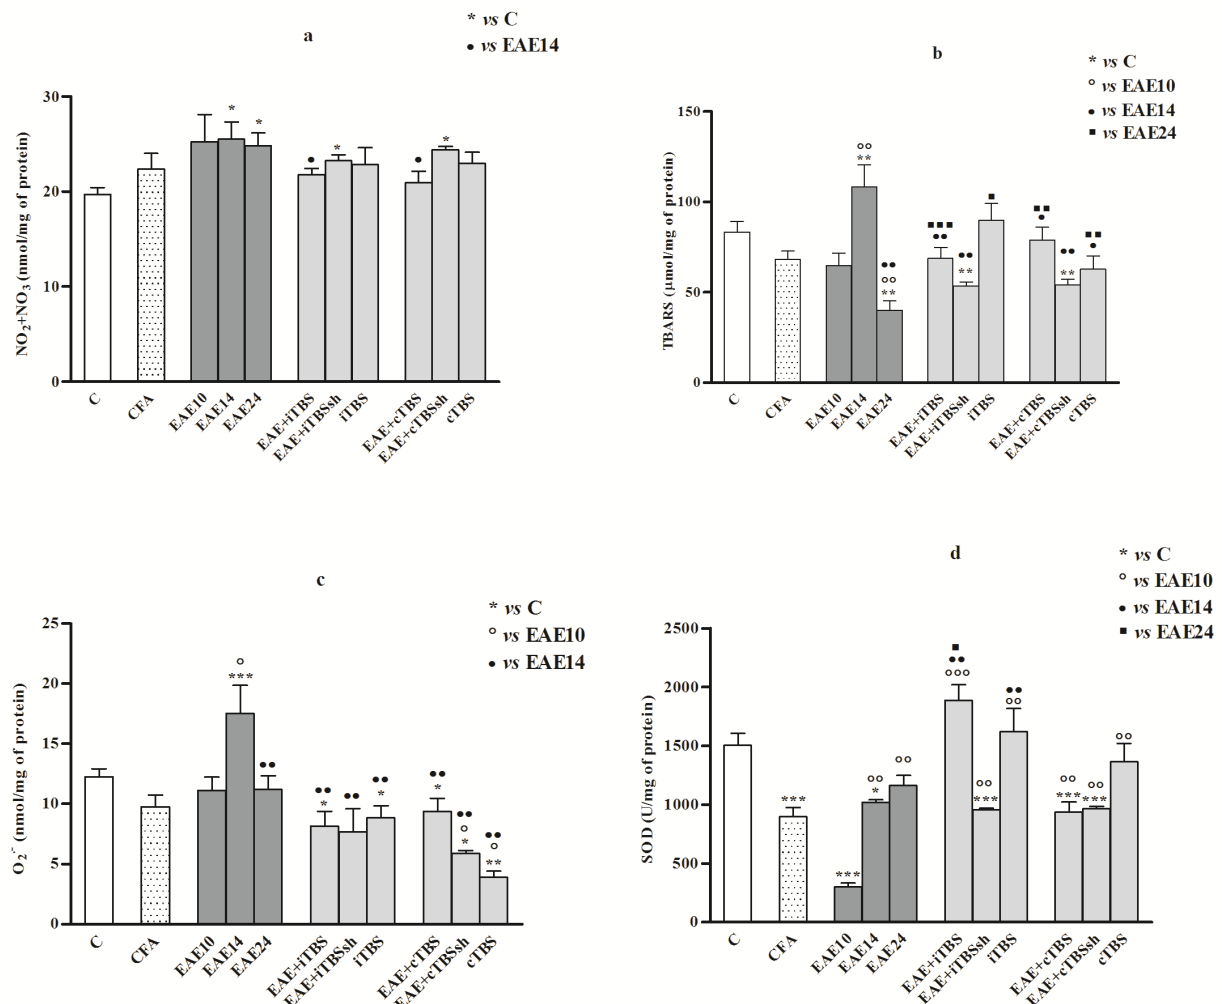 a
* vs C
● vs EAE14
NO2+NO3 (nmol/mg of protein)
30
20
10
0
●
*
*
●
*
●
*
C
CFA
EAE10
EAE14
EAE24
EAE+iTBS
EAE+iTBSsh
iTBS
EAE+cTBS
EAE+cTBSsh
cTBS
b
* vs C
○ vs EAE10
● vs EAE14
■ vs EAE24
TBARS (µmol/mg of protein)
150
100
50
0
○○
**
●●
○○
**
■■■
●●
●●
**
■
■■
●
●●
**
■■
●
C
CFA
EAE10
EAE14
EAE24
EAE+iTBS
EAE+iTBSsh
iTBS
EAE+cTBS
EAE+cTBSsh
cTBS
c
* vs C
○ vs EAE10
● vs EAE14
O2·- (nmol/mg of protein)
25
20
15
10
5
0
○
***
●●
●●
*
●●
*
●●
*
●●
○
*
●●
○
**
C
CFA
EAE10
EAE14
EAE24
EAE+iTBS
EAE+iTBSsh
iTBS
EAE+cTBS
EAE+cTBSsh
cTBS
d
* vs C
○ vs EAE10
● vs EAE14
■ vs EAE24
SOD (U/mg of protein)
2500
2000
1500
1000
500
0
***
***
○○
*
○○
■
●●
○○○
○○
***
●●
○○
○○
***
○○
***
○○
C
CFA
EAE10
EAE14
EAE24
EAE+iTBS
EAE+iTBSsh
iTBS
EAE+cTBS
EAE+cTBSsh
cTBS